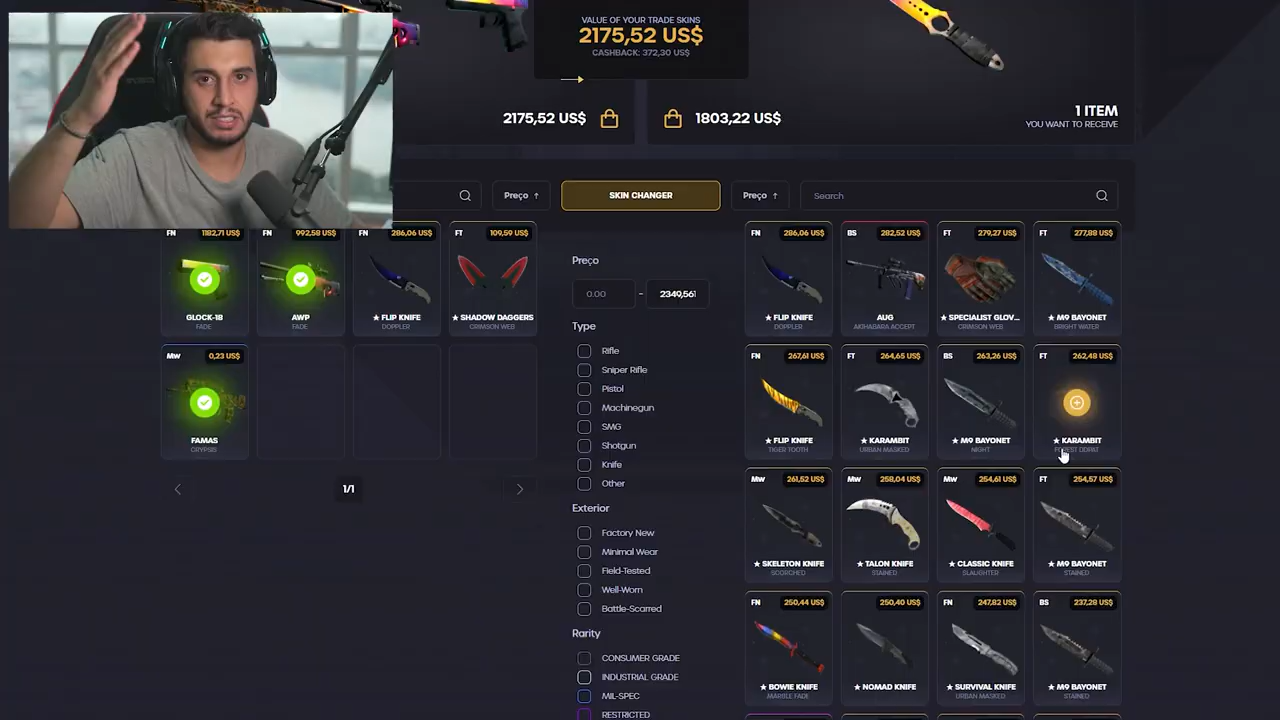 VALUE OF YOUR TRADE SKINS
2175,52 US$
CASHBACK: 372,30 US$
2175,52 US$
1803,22 US$
1 ITEM
YOU WANT TO RECEIVE
Preço ↑
SKIN CHANGER
Preço ↑
Search
FN 1182,71 US$
GLOCK-18
FADE
FN 992,58 US$
AWP
FADE
FN 286,06 US$
★ FLIP KNIFE
DOPPLER
FT 109,59 US$
★ SHADOW DAGGERS
CRIMSON WEB
MW 0,23 US$
FAMAS
CRYPSIS
1/1
Preço
0.00 - 2349,561
Type
Rifle
Sniper Rifle
Pistol
Machinegun
SMG
Shotgun
Knife
Other
Exterior
Factory New
Minimal Wear
Field-Tested
Well-Worn
Battle-Scarred
Rarity
CONSUMER GRADE
INDUSTRIAL GRADE
MIL-SPEC
RESTRICTED
FN 286,06 US$
★ FLIP KNIFE
DOPPLER
BS 282,52 US$
AUG
AKIHABARA ACCEPT
FT 279,27 US$
★ SPECIALIST GLOV...
CRIMSON WEB
FT 277,88 US$
★ M9 BAYONET
BRIGHT WATER
FN 267,61 US$
★ FLIP KNIFE
TIGER TOOTH
FT 264,65 US$
★ KARAMBIT
URBAN MASKED
BS 263,26 US$
★ M9 BAYONET
NIGHT
FT 262,48 US$
★ KARAMBIT
FOREST DDPAT
MW 261,52 US$
★ SKELETON KNIFE
SCORCHED
MW 258,04 US$
★ TALON KNIFE
STAINED
MW 254,61 US$
★ CLASSIC KNIFE
SLAUGHTER
FT 254,57 US$
★ M9 BAYONET
STAINED
FN 250,44 US$
★ BOWIE KNIFE
MARBLE FADE
250,40 US$
★ NOMAD KNIFE
FN 247,82 US$
★ SURVIVAL KNIFE
URBAN MASKED
BS 237,28 US$
★ M9 BAYONET
STAINED